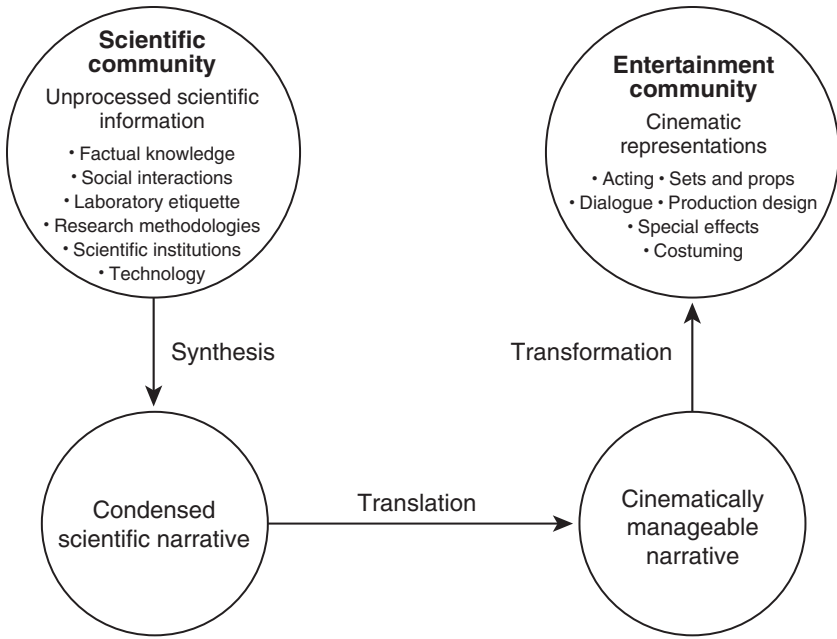 Scientific
community
Unprocessed scientific
information
• Factual knowledge
• Social interactions
• Laboratory etiquette
• Research methodologies
• Scientific institutions
• Technology
Entertainment
community
Cinematic
representations
• Acting • Sets and props
• Dialogue • Production design
• Special effects
• Costuming
Synthesis
Transformation
Condensed
scientific narrative
Translation
Cinematically
manageable
narrative